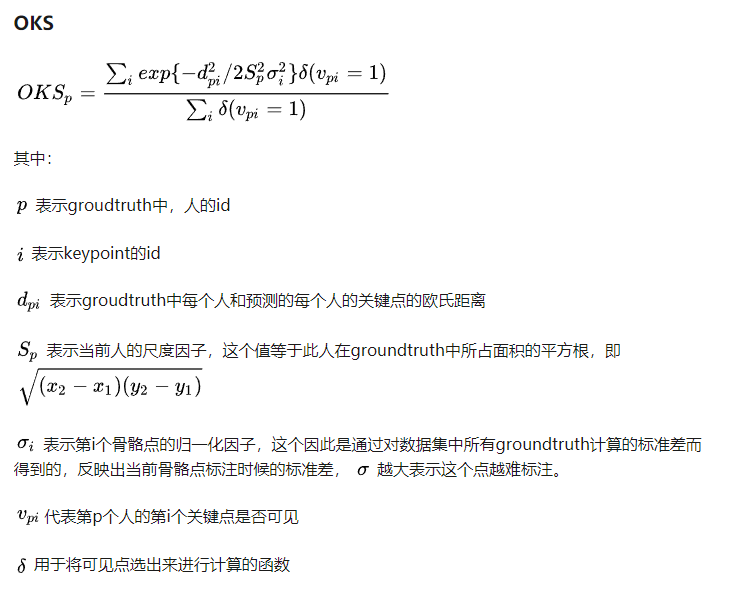 OKS
$OKS_p = \frac{\sum_i exp\{-d_{pi}^2/2S_p^2\sigma_i^2\}\delta(v_{pi}=1)}{\sum_i \delta(v_{pi}=1)}$
其中：
$p$ 表示groudtruth中，人的id
$i$ 表示keypoint的id
$d_{pi}$ 表示groudtruth中每个人和预测的每个人的关键点的欧氏距离
$S_p$ 表示当前人的尺度因子，这个值等于此人在groundtruth中所占面积的平方根，即
$\sqrt{(x_2-x_1)(y_2-y_1)}$
$\sigma_i$ 表示第i个骨骼点的归一化因子，这个因此是通过对数据集中所有groundtruth计算的标准差而
得到的，反映出当前骨骼点标注时候的标准差， $\sigma$ 越大表示这个点越难标注。
$v_{pi}$ 代表第p个人的第i个关键点是否可见
$\delta$ 用于将可见点选出来进行计算的函数